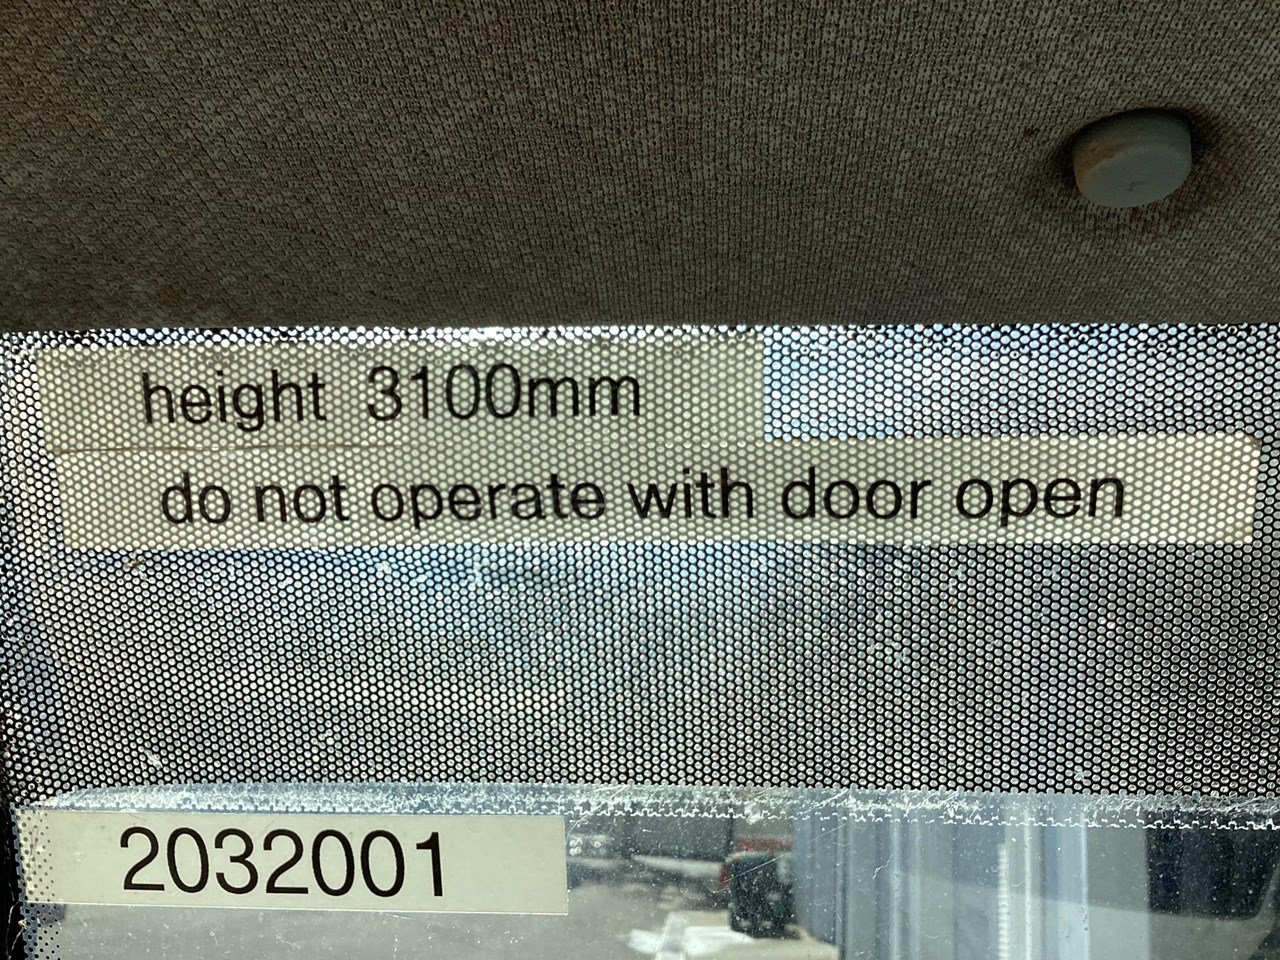 height 3100mm
do not operate with door open
2032001